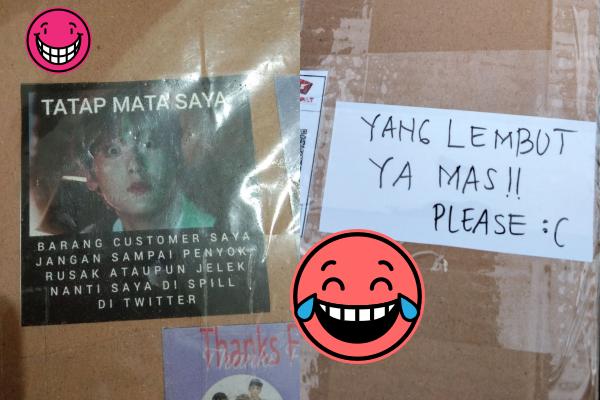 TATAP MATA SAYA
BARANG CUSTOMER SAYA
JANGAN SAMPAI PENYOK
RUSAK ATAUPUN JELEK
NANTI SAYA DI SPILL
DI TWITTER
Thanks
YANG LEMBUT
YA MAS!!
PLEASE :C